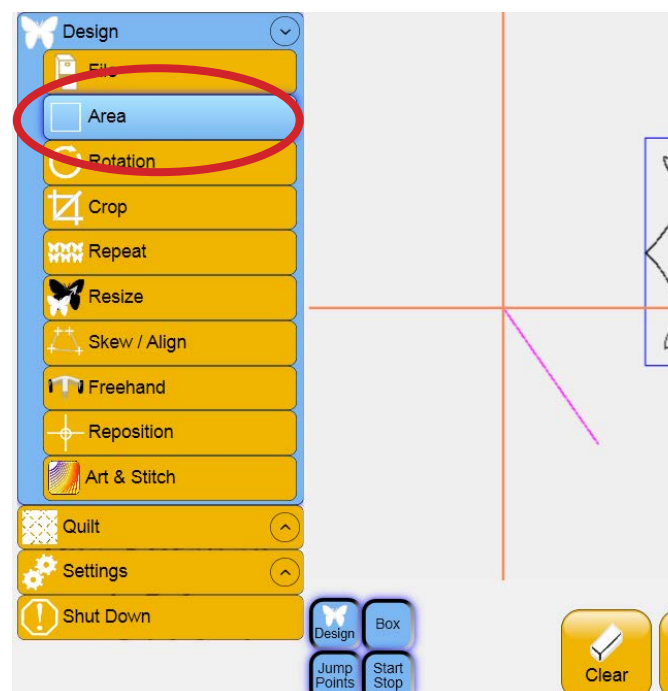 Design
File
Area
Rotation
Crop
Repeat
Resize
Skew / Align
Freehand
Reposition
Art & Stitch
Quilt
Settings
Shut Down
Design
Box
Jump
Points
Start
Stop
Clear